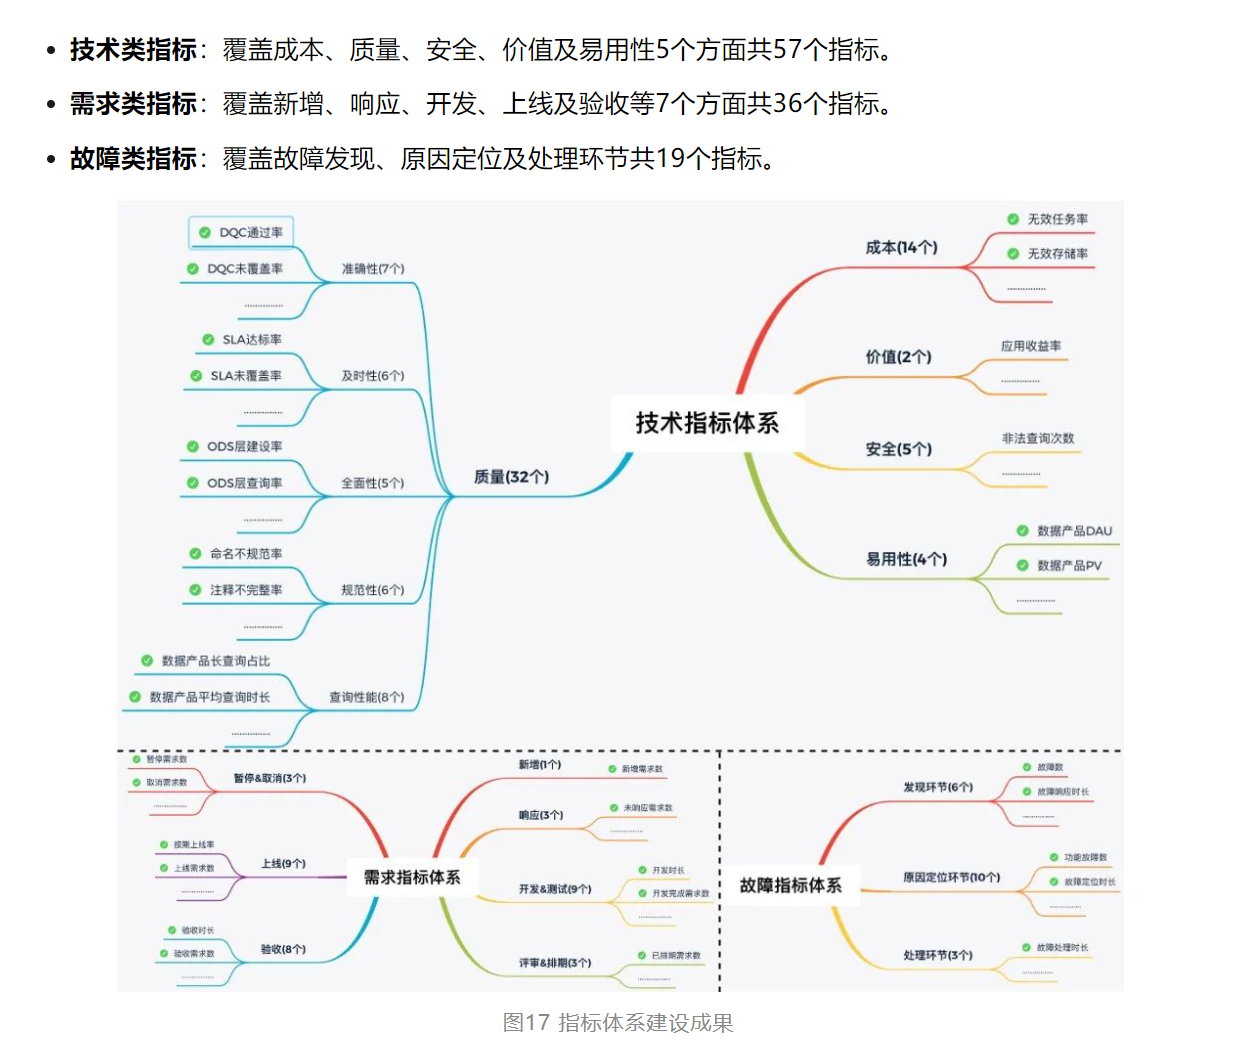 技术类指标：覆盖成本、质量、安全、价值及易用性5个方面共57个指标。
需求类指标：覆盖新增、响应、开发、上线及验收等7个方面共36个指标。
故障类指标：覆盖故障发现、原因定位及处理环节共19个指标。
技术指标体系
质量(32个)
准确性(7个)
DQC通过率
DQC未覆盖率
...............
及时性(6个)
SLA达标率
SLA未覆盖率
...............
全面性(5个)
ODS层建设率
ODS层查询率
...............
规范性(6个)
命名不规范率
注释不完整率
...............
查询性能(8个)
数据产品长查询占比
数据产品平均查询时长
...............
成本(14个)
无效任务率
无效存储率
...............
价值(2个)
应用收益率
...............
安全(5个)
非法查询次数
...............
易用性(4个)
数据产品DAU
数据产品PV
...............
需求指标体系
暂停&取消(3个)
暂停需求数
取消需求数
...............
上线(9个)
按期上线率
上线需求数
...............
验收(8个)
验收时长
验收需求数
...............
新增(1个)
新增需求数
响应(3个)
未响应需求数
...............
开发&测试(9个)
开发时长
开发完成需求数
...............
评审&排期(3个)
已排期需求数
...............
故障指标体系
发现环节(6个)
故障数
故障响应时长
...............
原因定位环节(10个)
功能故障数
故障定位时长
...............
处理环节(3个)
故障处理时长
...............
图17 指标体系建设成果